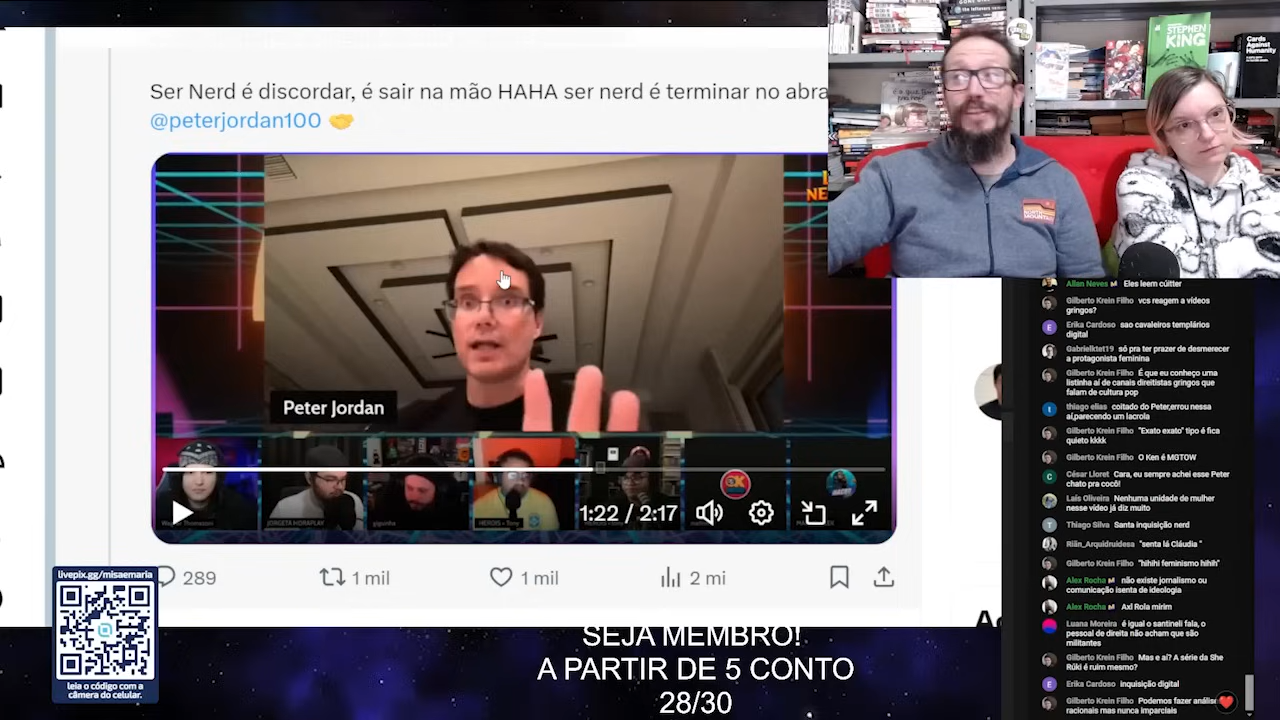 Ser Nerd é discordar, é sair na mão HAHA ser nerd é terminar no abra
@peterjordan100
Peter Jordan
1:22 / 2:17
289
1 mil
1 mil
2 mi
livepix.gg/misaemaria
leia o código com a
câmera do celular.
SEJA MEMBRO!
A PARTIR DE 5 CONTO
28/30
STEPHEN
KING
Cards
Against
Humanity
Allan Neves Eles leem cúitter
Gilberto Krein Filho vcs reagem a vídeos
gringos?
Erika Cardoso sao cavaleiros templários
digital
Gabrielktet19 só pra ter prazer de desmerecer
a protagonista feminina
Gilberto Krein Filho É que eu conheço uma
listinha aí de canais direitistas gringos que
falam de cultura pop
thiago elias coitado do Peter,errou nessa
aí,parecendo um lacrola
Gilberto Krein Filho "Exato exato" tipo é fica
quieto kkkk
Gilberto Krein Filho O Ken é MGTOW
César Lloret Cara, eu sempre achei esse Peter
chato pra cocô!
Laís Oliveira Nenhuma unidade de mulher
nesse vídeo já diz muito
Thiago Silva Santa inquisição nerd
Riãn_Arquidruidesa "senta lá Cláudia "
Gilberto Krein Filho "hihihi feminismo hihih"
Alex Rocha não existe jornalismo ou
comunicação isenta de ideologia
Alex Rocha Axl Rola mirim
Luana Moreira é igual o santineli fala, o
pessoal de direita não acham que são
militantes
Gilberto Krein Filho Mas e aí? A série da She
Rúki é ruim mesmo?
Erika Cardoso inquisição digital
Gilberto Krein Filho Podemos fazer análise
racionais mas nunca imparciais